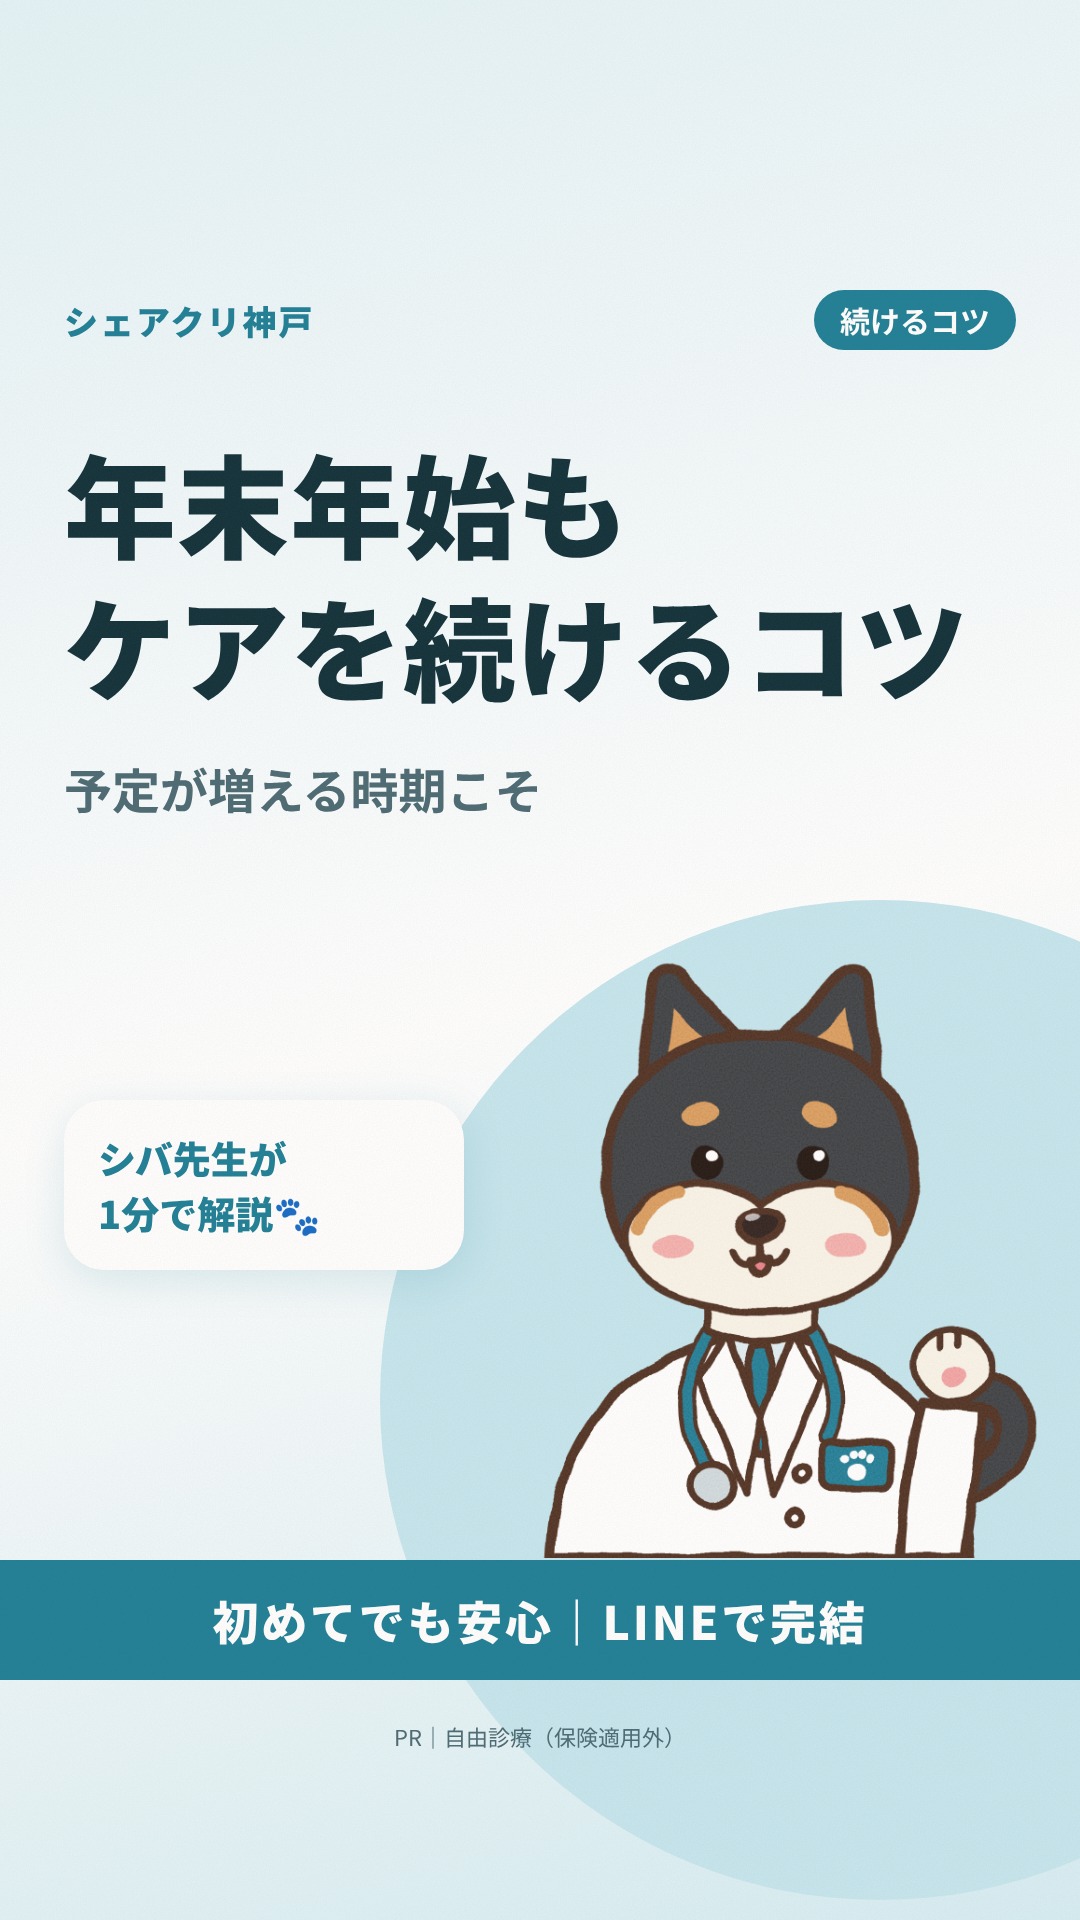 シェアクリ神戸
続けるコツ
年末年始も
ケアを続けるコツ
予定が増える時期こそ
シバ先生が
1分で解説🐾
初めてでも安心｜LINEで完結
PR｜自由診療（保険適用外）